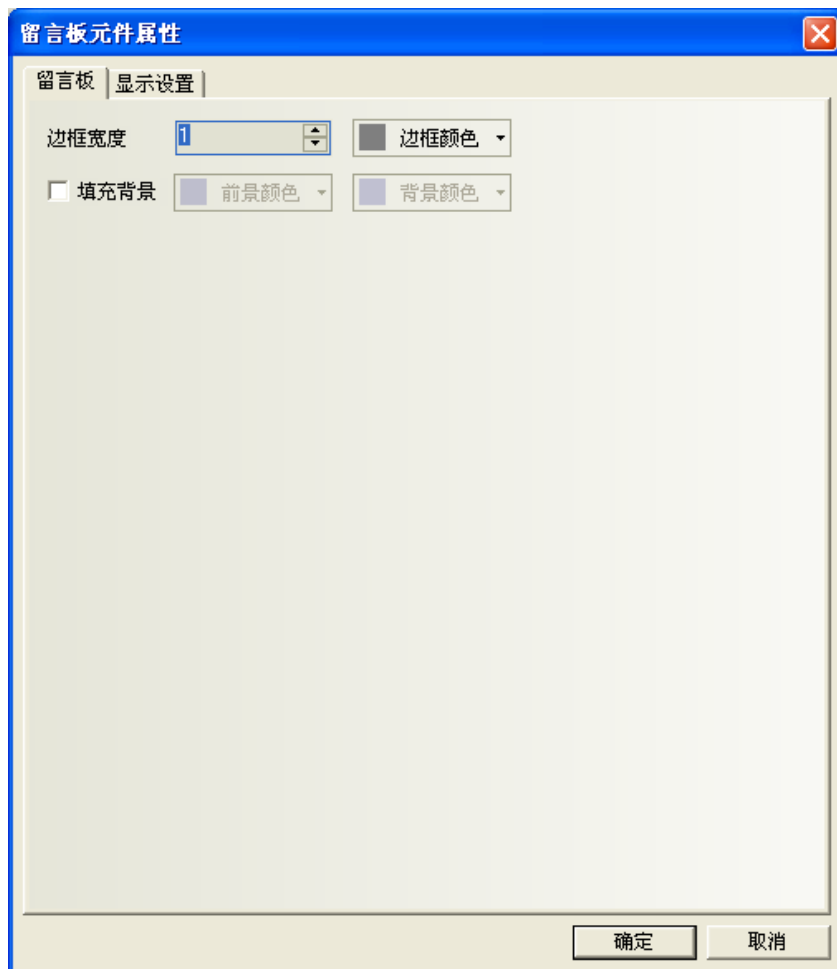 留言板元件属性
留言板 显示设置
边框宽度 1 边框颜色
填充背景 前景颜色 背景颜色
确定 取消